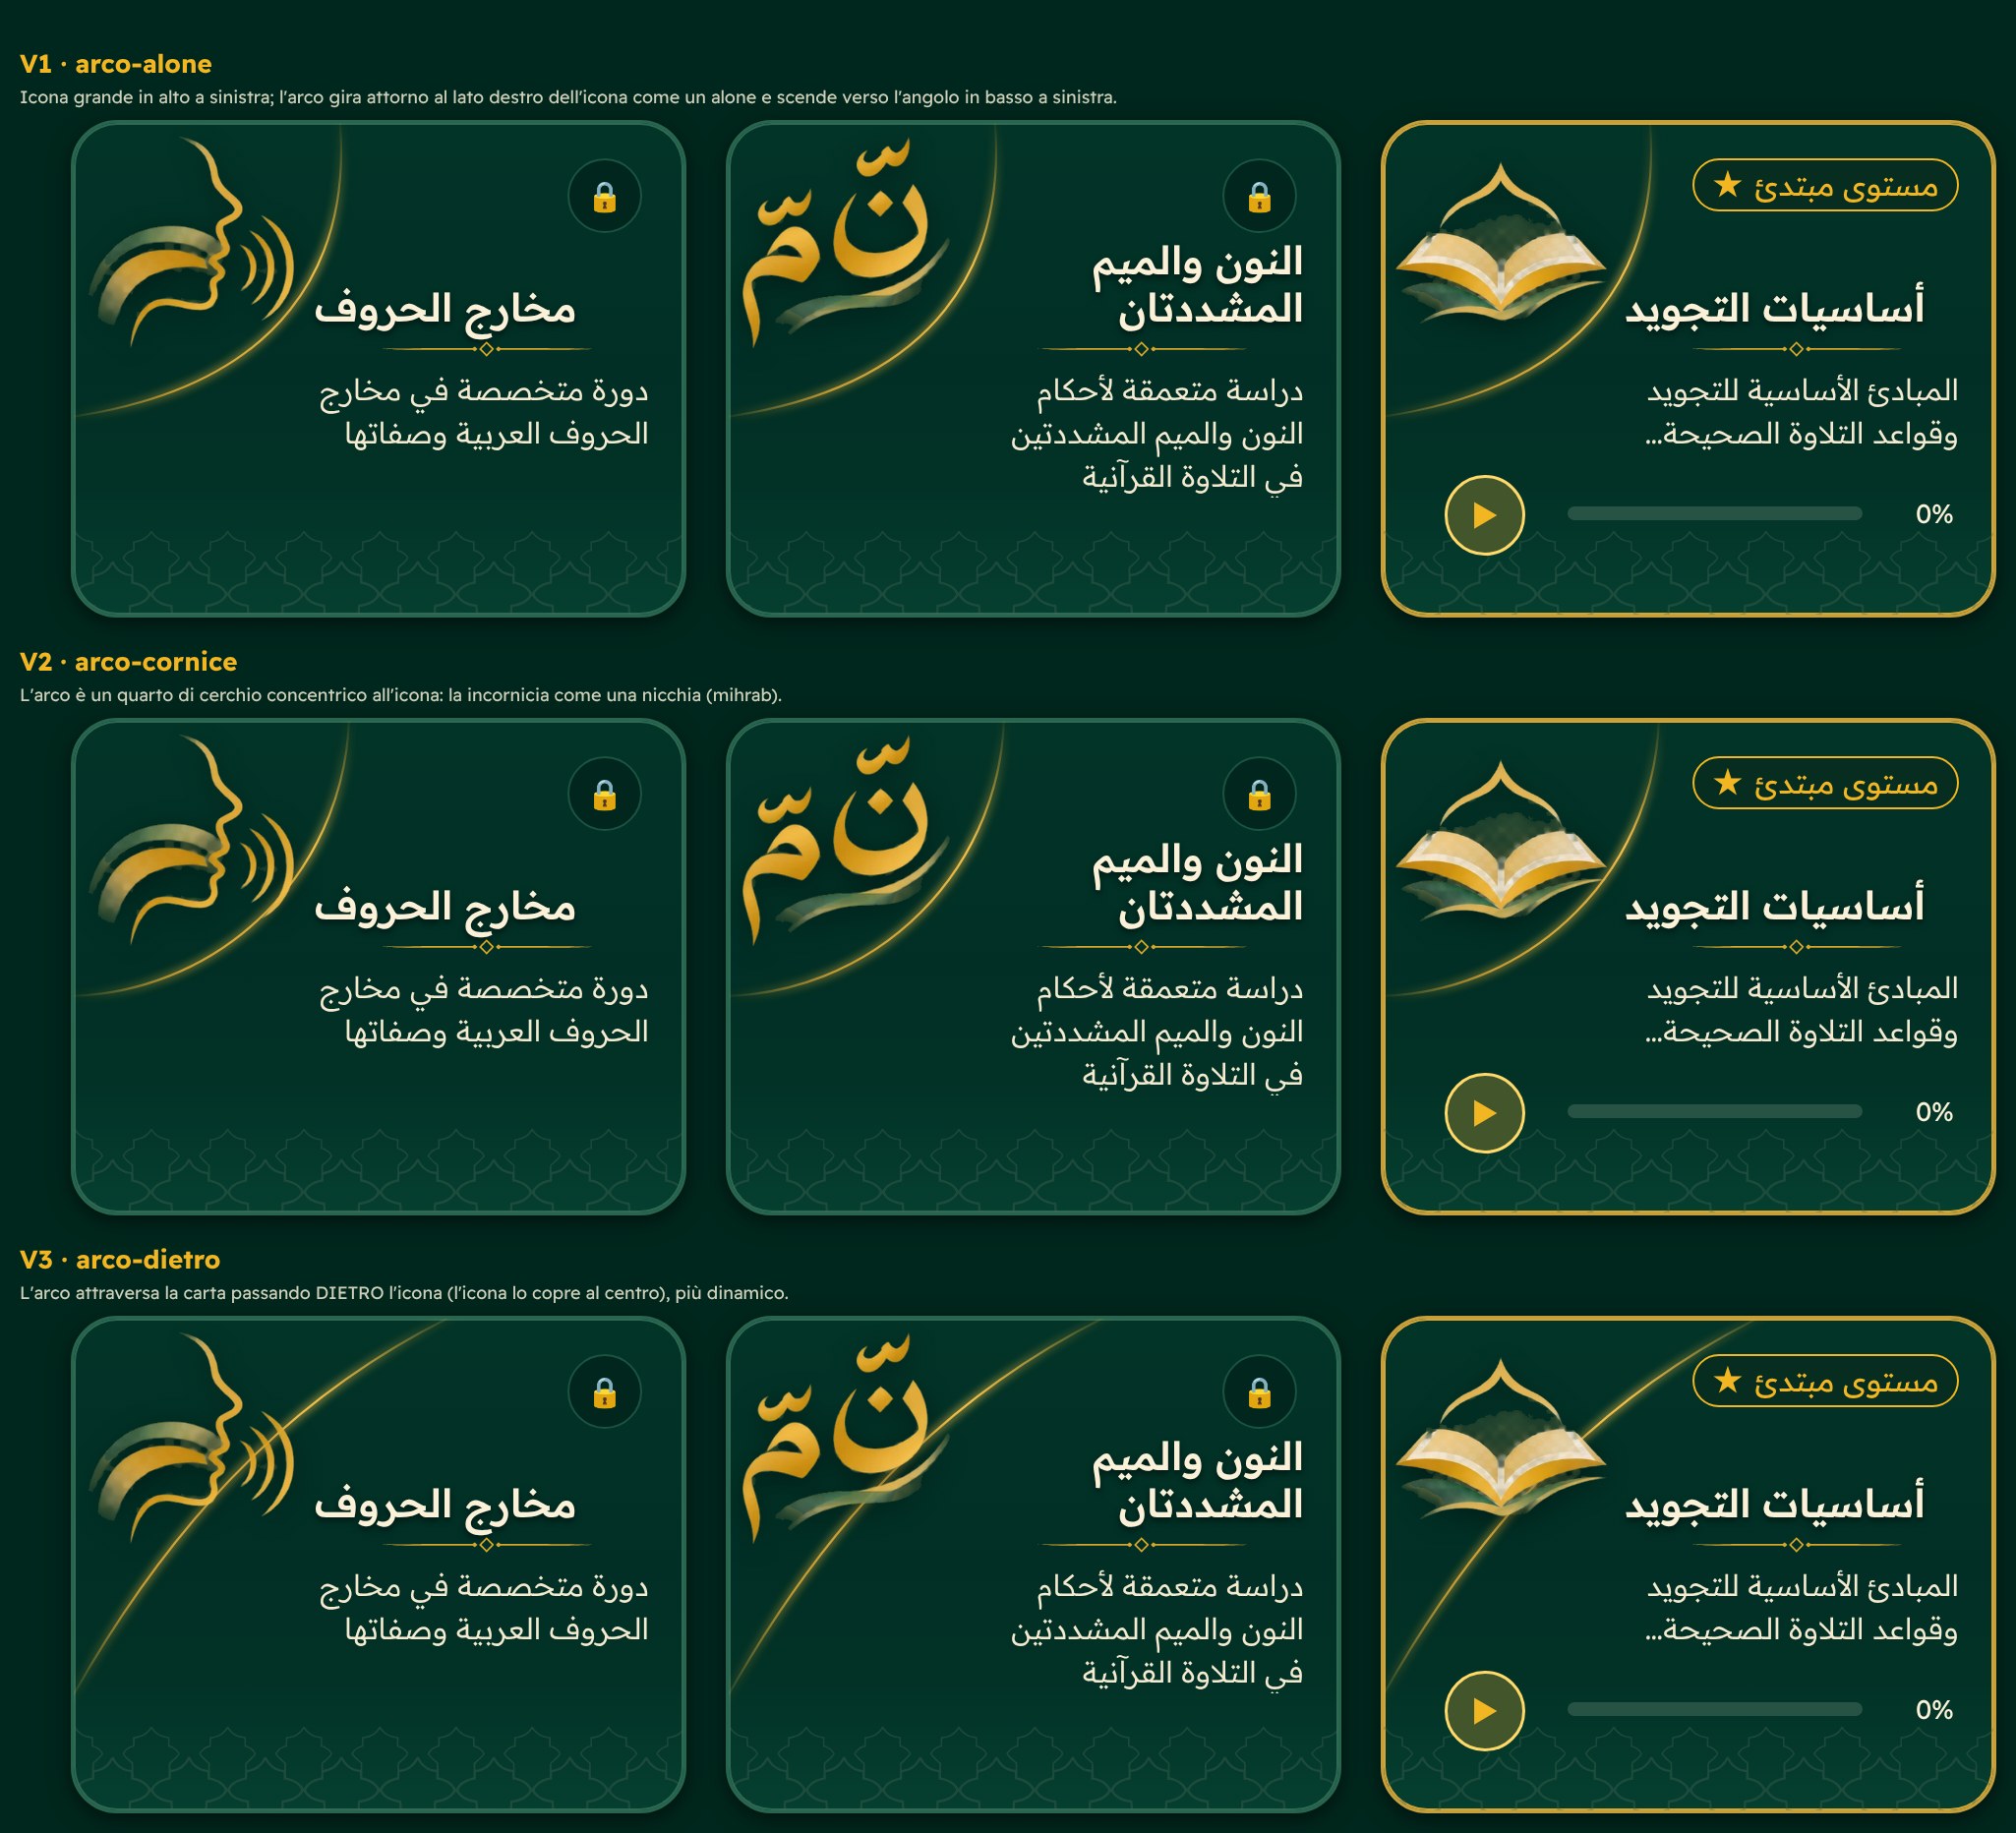 V1 · arco-alone
Icona grande in alto a sinistra; l'arco gira attorno al lato destro dell'icona come un alone e scende verso l'angolo in basso a sinistra.
مستوى مبتدئ ★
أساسيات التجويد
المبادئ الأساسية للتجويد
وقواعد التلاوة الصحيحة...
0%
نّ مّ
النون والميم
المشددتان
دراسة متعمقة لأحكام
النون والميم المشددتين
في التلاوة القرآنية
مخارج الحروف
دورة متخصصة في مخارج
الحروف العربية وصفاتها
V2 · arco-cornice
L'arco è un quarto di cerchio concentrico all'icona: la incornicia come una nicchia (mihrab).
مستوى مبتدئ ★
أساسيات التجويد
المبادئ الأساسية للتجويد
وقواعد التلاوة الصحيحة...
0%
نّ مّ
النون والميم
المشددتان
دراسة متعمقة لأحكام
النون والميم المشددتين
في التلاوة القرآنية
مخارج الحروف
دورة متخصصة في مخارج
الحروف العربية وصفاتها
V3 · arco-dietro
L'arco attraversa la carta passando DIETRO l'icona (l'icona lo copre al centro), più dinamico.
مستوى مبتدئ ★
أساسيات التجويد
المبادئ الأساسية للتجويد
وقواعد التلاوة الصحيحة...
0%
نّ مّ
النون والميم
المشددتان
دراسة متعمقة لأحكام
النون والميم المشددتين
في التلاوة القرآنية
مخارج الحروف
دورة متخصصة في مخارج
الحروف العربية وصفاتها